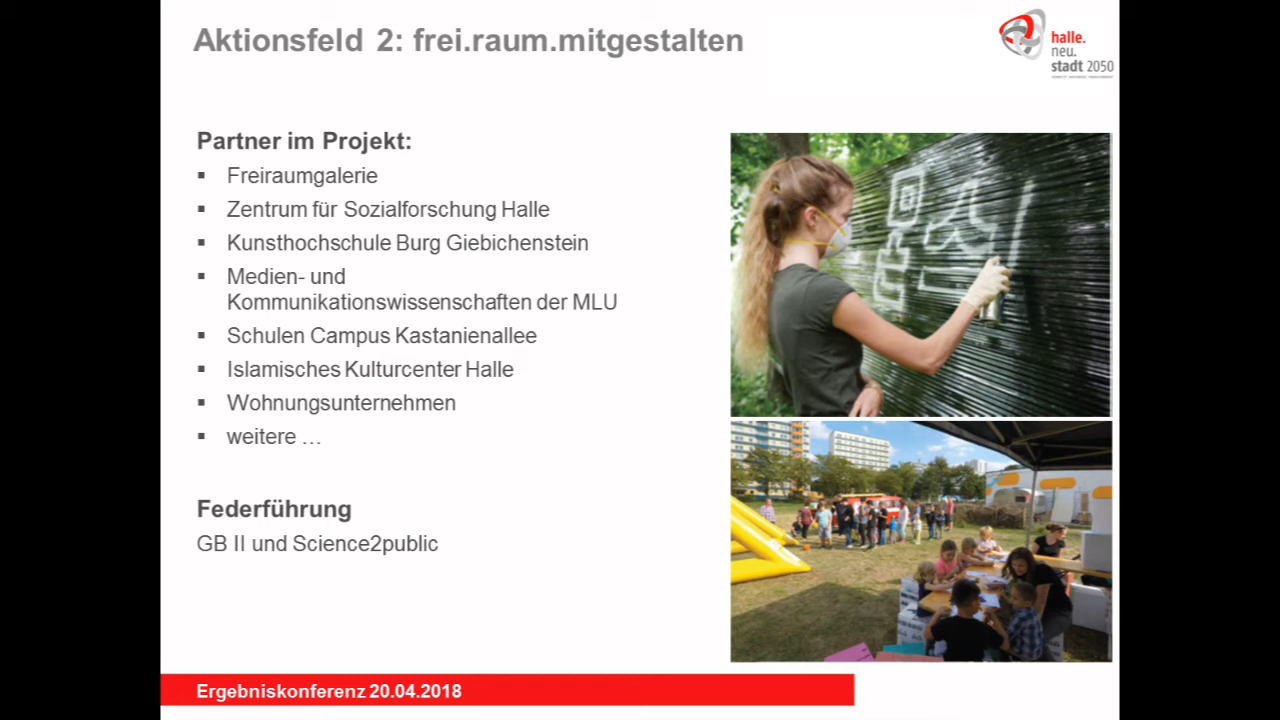 Aktionsfeld 2: frei.raum.mitgestalten
halle.
neu.
stadt 2050
Partner im Projekt:
▪ Freiraumgalerie
▪ Zentrum für Sozialforschung Halle
▪ Kunsthochschule Burg Giebichenstein
▪ Medien- und
Kommunikationswissenschaften der MLU
▪ Schulen Campus Kastanienallee
▪ Islamisches Kulturcenter Halle
▪ Wohnungsunternehmen
▪ weitere …
Federführung
GB II und Science2public
Ergebniskonferenz 20.04.2018